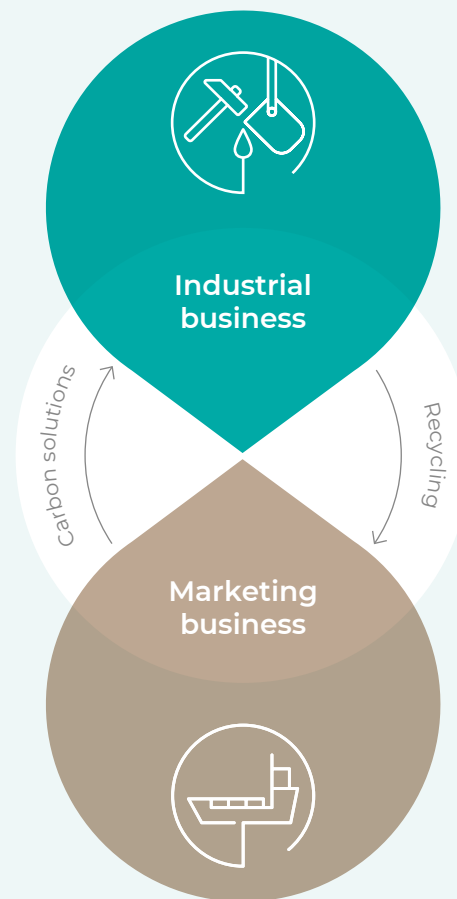 Industrial
business
Carbon solutions
Recycling
Marketing
business